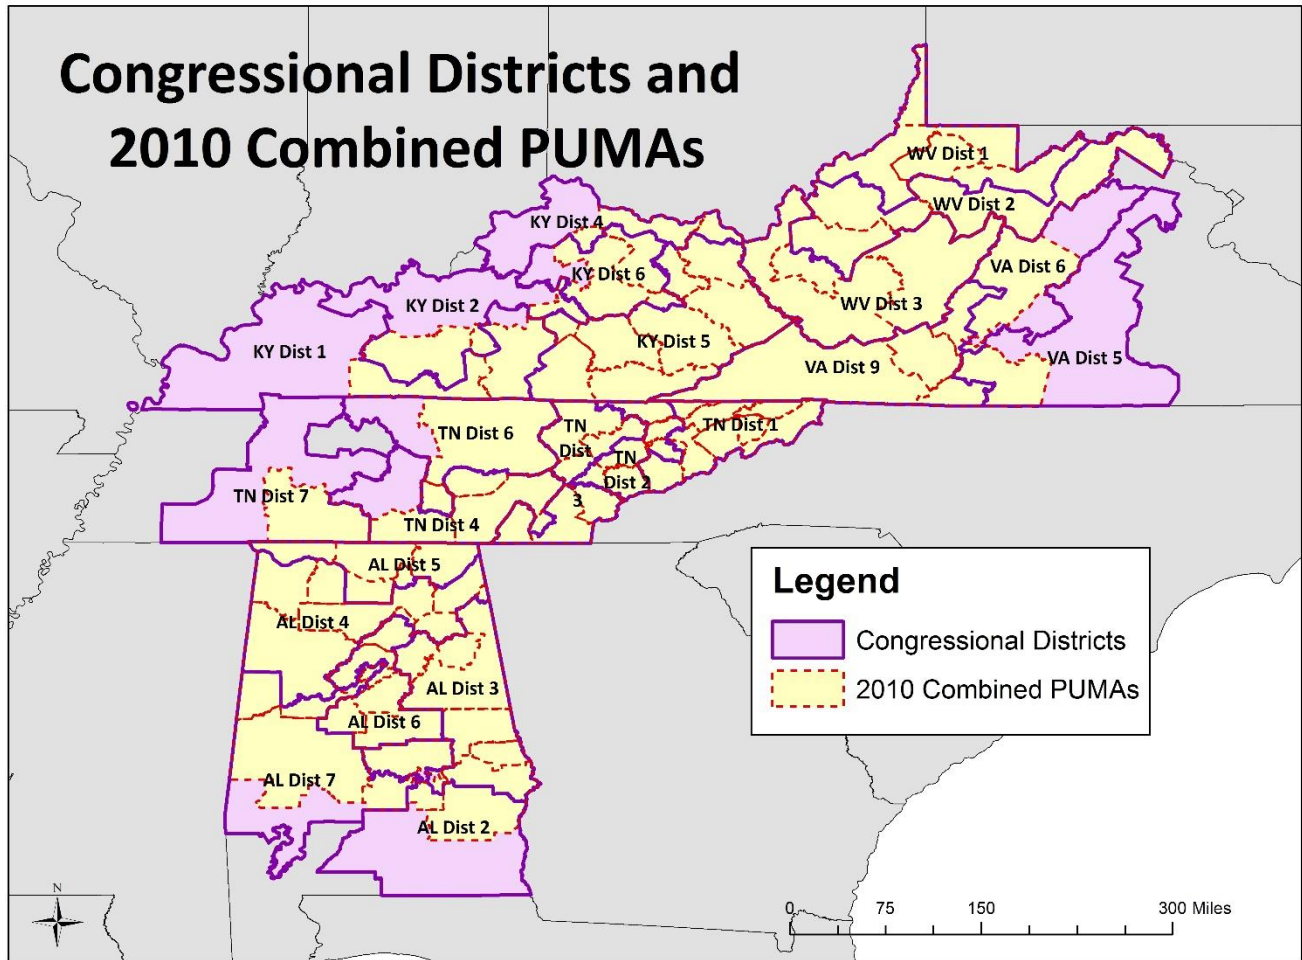 Congressional Districts and
2010 Combined PUMAs
WV Dist 1
WV Dist 2
KY Dist 4
VA Dist 6
KY Dist 6
KY Dist 2
WV Dist 3
KY Dist 1
KY Dist 5
VA Dist 5
VA Dist 9
TN Dist 1
TN Dist 6
TN
Dist
3
TN
Dist 2
TN Dist 7
TN Dist 4
AL Dist 5
AL Dist 4
AL Dist 3
AL Dist 6
AL Dist 7
AL Dist 2
Legend
Congressional Districts
2010 Combined PUMAs
N
0 75 150 300 Miles